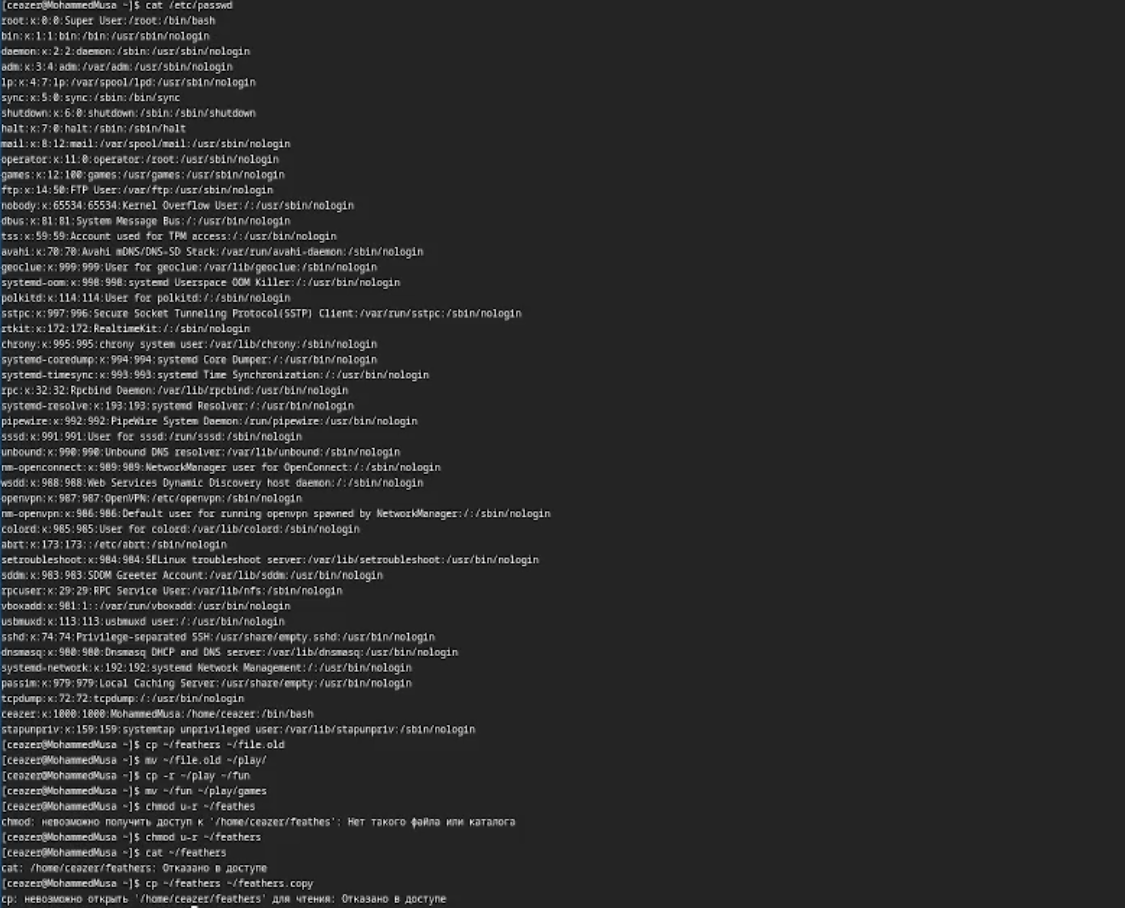 [ceazer@MohammedMusa ~]$ cat /etc/passwd
root:x:0:0:Super User:/root:/bin/bash
bin:x:1:1:bin:/bin:/usr/sbin/nologin
daemon:x:2:2:daemon:/sbin:/usr/sbin/nologin
adm:x:3:4:adm:/var/adm:/usr/sbin/nologin
lp:x:4:7:lp:/var/spool/lpd:/usr/sbin/nologin
sync:x:5:0:sync:/sbin:/bin/sync
shutdown:x:6:0:shutdown:/sbin:/sbin/shutdown
halt:x:7:0:halt:/sbin:/sbin/halt
mail:x:8:12:mail:/var/spool/mail:/usr/sbin/nologin
operator:x:11:0:operator:/root:/usr/sbin/nologin
games:x:12:100:games:/usr/games:/usr/sbin/nologin
ftp:x:14:50:FTP User:/var/ftp:/usr/sbin/nologin
nobody:x:65534:65534:Kernel Overflow User:/:/usr/sbin/nologin
dbus:x:81:81:System Message Bus:/:/usr/bin/nologin
tss:x:59:59:Account used for TPM access:/:/usr/sbin/nologin
avahi:x:70:70:Avahi mDNS/DNS-SD Stack:/var/run/avahi-daemon:/sbin/nologin
geoclue:x:999:999:User for geoclue:/var/lib/geoclue:/sbin/nologin
systemd-oom:x:998:998:systemd Userspace OOM Killer:/:/usr/bin/nologin
polkitd:x:114:114:User for polkitd:/:/sbin/nologin
sstpc:x:997:996:Secure Socket Tunneling Protocol(SSTP) Client:/var/run/sstpc:/sbin/nologin
rtkit:x:172:172:RealtimeKit:/:/sbin/nologin
chrony:x:995:995:chrony system user:/var/lib/chrony:/sbin/nologin
systemd-coredump:x:994:994:systemd Core Dumper:/:/usr/bin/nologin
systemd-timesync:x:993:993:systemd Time Synchronization:/:/usr/bin/nologin
rpc:x:32:32:Rpcbind Daemon:/var/lib/rpcbind:/usr/bin/nologin
systemd-resolve:x:193:193:systemd Resolver:/:/usr/bin/nologin
pipewire:x:992:992:PipeWire System Daemon:/run/pipewire:/usr/bin/nologin
sssd:x:991:991:User for sssd:/run/sssd:/sbin/nologin
unbound:x:990:990:Unbound DNS resolver:/var/lib/unbound:/sbin/nologin
nm-openconnect:x:989:989:NetworkManager user for OpenConnect:/:/sbin/nologin
wsdd:x:988:988:Web Services Dynamic Discovery host daemon:/:/sbin/nologin
openvpn:x:987:987:OpenVPN:/etc/openvpn:/sbin/nologin
nm-openvpn:x:986:986:Default user for running openvpn spawned by NetworkManager:/:/sbin/nologin
colord:x:985:985:User for colord:/var/lib/colord:/sbin/nologin
abrt:x:173:173::/etc/abrt:/sbin/nologin
setroubleshoot:x:984:984:SELinux troubleshoot server:/var/lib/setroubleshoot:/usr/bin/nologin
sddm:x:983:983:SDDM Greeter Account:/var/lib/sddm:/usr/bin/nologin
rpcuser:x:29:29:RPC Service User:/var/lib/nfs:/sbin/nologin
vboxadd:x:981:1::/var/run/vboxadd:/usr/bin/nologin
usbmuxd:x:113:113:usbmuxd user:/:/usr/bin/nologin
sshd:x:74:74:Privilege-separated SSH:/usr/share/empty.sshd:/usr/bin/nologin
dnsmasq:x:980:980:Dnsmasq DHCP and DNS server:/var/lib/dnsmasq:/usr/bin/nologin
systemd-network:x:192:192:systemd Network Management:/:/usr/bin/nologin
passim:x:979:979:Local Caching Server:/usr/share/empty:/usr/bin/nologin
tcpdump:x:72:72:tcpdump:/:/usr/bin/nologin
ceazer:x:1000:1000:MohammedMusa:/home/ceazer:/bin/bash
stapunpriv:x:159:159:systemtap unprivileged user:/var/lib/stapunpriv:/sbin/nologin
[ceazer@MohammedMusa ~]$ cp ~/feathers ~/file.old
[ceazer@MohammedMusa ~]$ mv ~/file.old ~/play/
[ceazer@MohammedMusa ~]$ cp -r ~/play ~/fun
[ceazer@MohammedMusa ~]$ mv ~/fun ~/play/games
[ceazer@MohammedMusa ~]$ chmod u-r ~/feathes
chmod: невозможно получить доступ к '/home/ceazer/feathes': Нет такого файла или каталога
[ceazer@MohammedMusa ~]$ chmod u-r ~/feathers
[ceazer@MohammedMusa ~]$ cat ~/feathers
cat: /home/ceazer/feathers: Отказано в доступе
[ceazer@MohammedMusa ~]$ cp ~/feathers ~/feathers.copy
cp: невозможно открыть '/home/ceazer/feathers' для чтения: Отказано в доступе